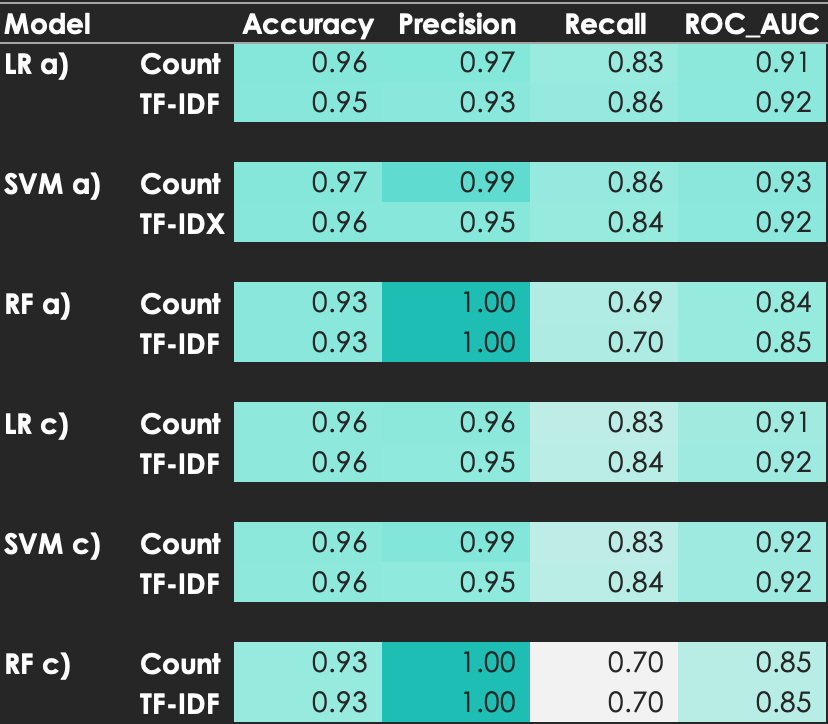 Model Accuracy Precision Recall ROC_AUC
LR a) Count 0.96 0.97 0.83 0.91
TF-IDF 0.95 0.93 0.86 0.92
SVM a) Count 0.97 0.99 0.86 0.93
TF-IDX 0.96 0.95 0.84 0.92
RF a) Count 0.93 1.00 0.69 0.84
TF-IDF 0.93 1.00 0.70 0.85
LR c) Count 0.96 0.96 0.83 0.91
TF-IDF 0.96 0.95 0.84 0.92
SVM c) Count 0.96 0.99 0.83 0.92
TF-IDF 0.96 0.95 0.84 0.92
RF c) Count 0.93 1.00 0.70 0.85
TF-IDF 0.93 1.00 0.70 0.85